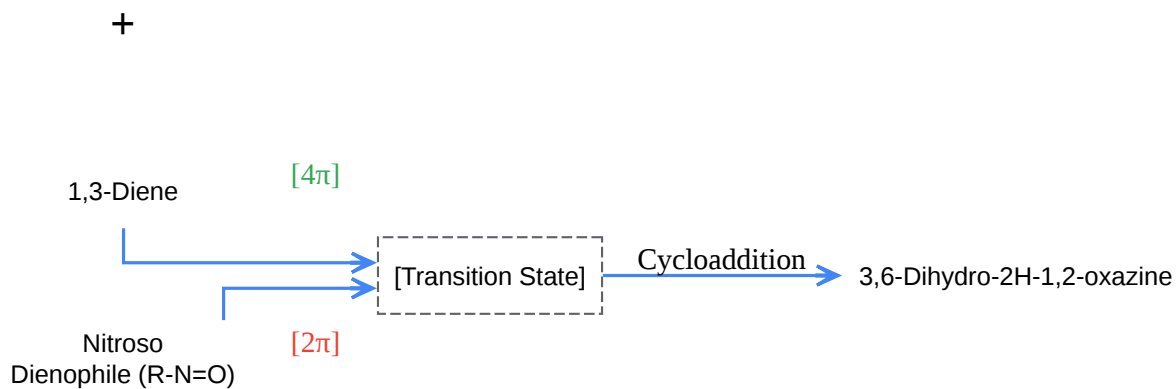 +
[4π]
1,3-Diene
Cycloaddition
[Transition State]
3,6-Dihydro-2H-1,2-oxazine
Nitroso
Dienophile (R-N=O)
[2π]